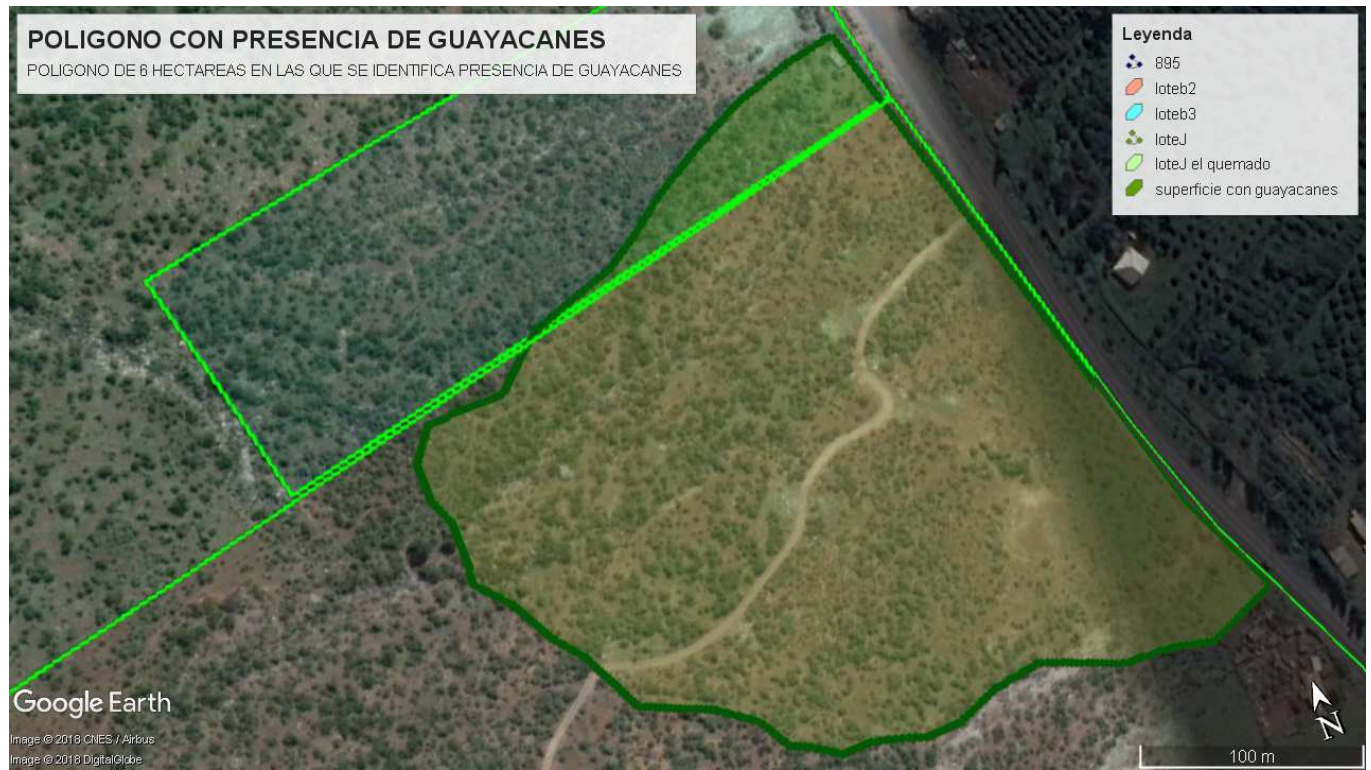 POLIGONO CON PRESENCIA DE GUAYACANES
POLIGONO DE 6 HECTAREAS EN LAS QUE SE IDENTIFICA PRESENCIA DE GUAYACANES
Leyenda
895
loteb2
loteb3
loteJ
loteJ el quemado
superficie con guayacanes
Google Earth
Image © 2018 CNES / Airbus
Image © 2018 DigitalGlobe
N
100 m